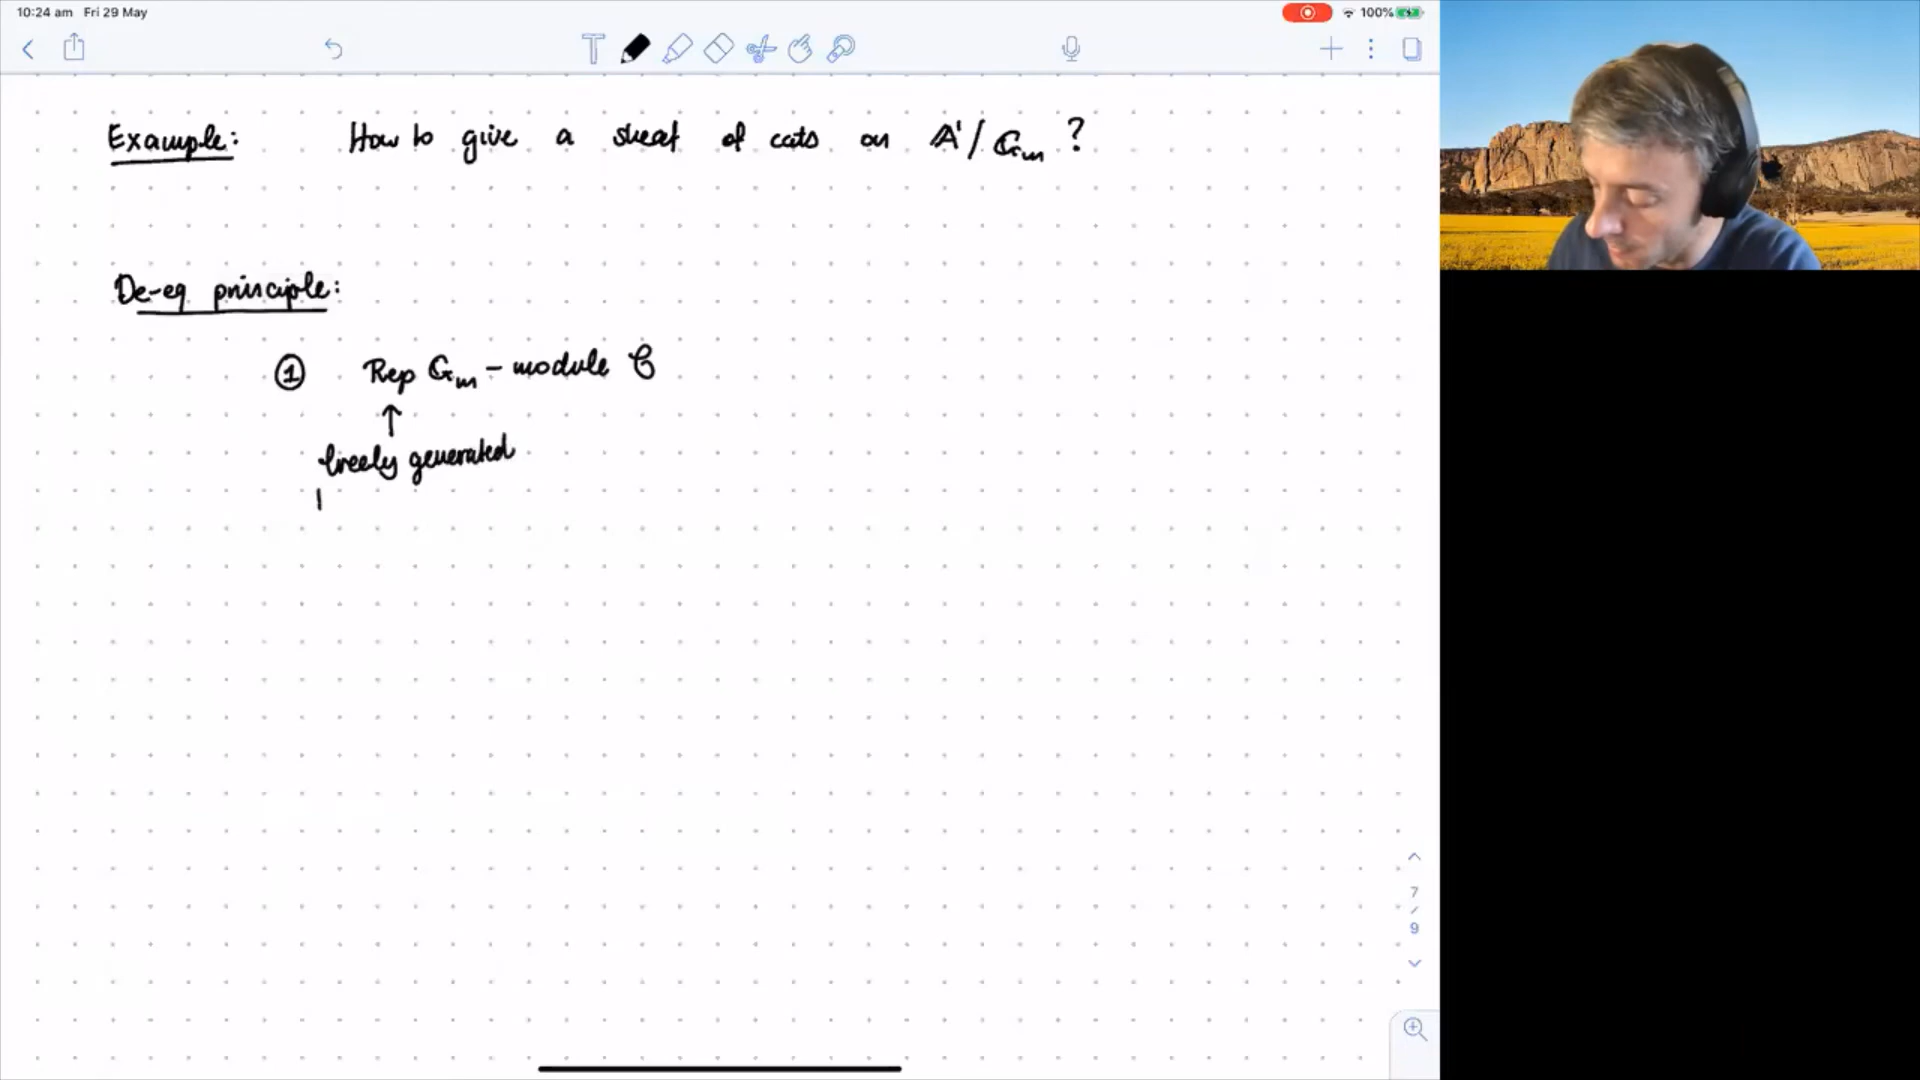 10:24 am Fri 29 May
100%
Example: How to give a sheaf of cats on 𝔸¹/𝔾m ?
De-eq principle:
① Rep 𝔾m - module 𝒞
↑
freely generated
7
/
9